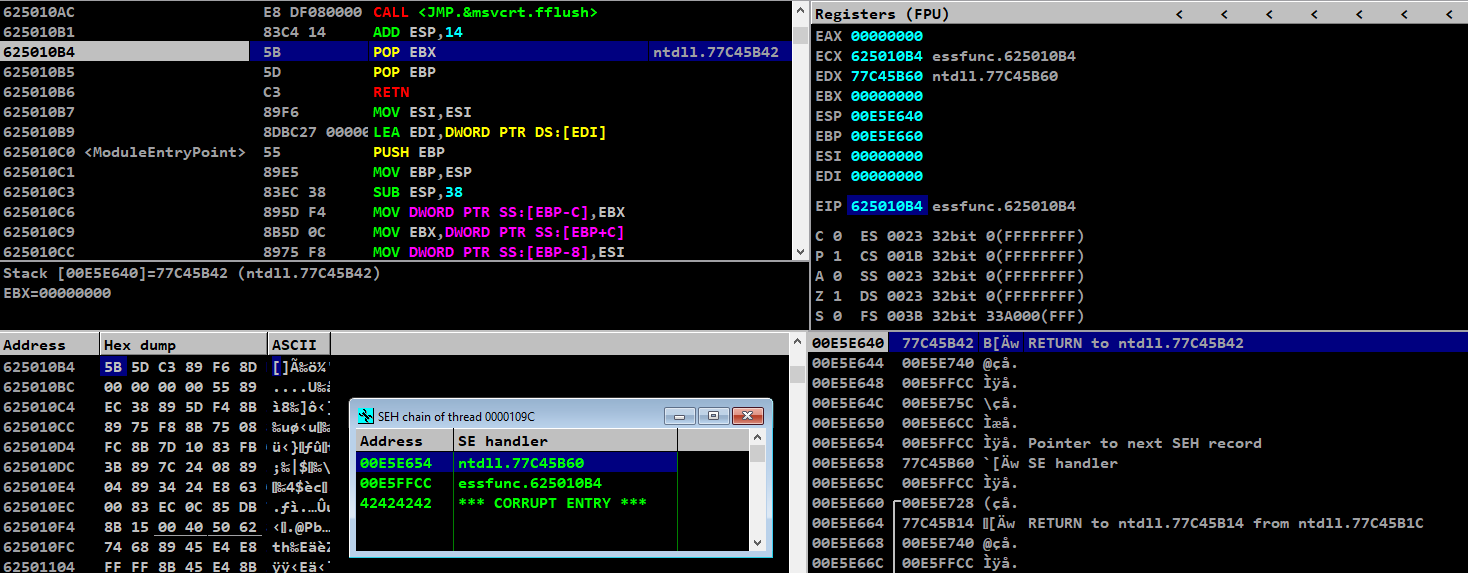 625010AC E8 DF080000 CALL <JMP.&msvcrt.fflush>
625010B1 83C4 14 ADD ESP,14
625010B4 5B POP EBX ntdll.77C45B42
625010B5 5D POP EBP
625010B6 C3 RETN
625010B7 89F6 MOV ESI,ESI
625010B9 8DBC27 00000 LEA EDI,DWORD PTR DS:[EDI]
625010C0 <ModuleEntryPoint> 55 PUSH EBP
625010C1 89E5 MOV EBP,ESP
625010C3 83EC 38 SUB ESP,38
625010C6 895D F4 MOV DWORD PTR SS:[EBP-C],EBX
625010C9 8B5D 0C MOV EBX,DWORD PTR SS:[EBP+C]
625010CC 8975 F8 MOV DWORD PTR SS:[EBP-8],ESI
Stack [00E5E640]=77C45B42 (ntdll.77C45B42)
EBX=00000000
Registers (FPU) < < < < < < <
EAX 00000000
ECX 625010B4 essfunc.625010B4
EDX 77C45B60 ntdll.77C45B60
EBX 00000000
ESP 00E5E640
EBP 00E5E660
ESI 00000000
EDI 00000000
EIP 625010B4 essfunc.625010B4
C 0 ES 0023 32bit 0(FFFFFFFF)
P 1 CS 001B 32bit 0(FFFFFFFF)
A 0 SS 0023 32bit 0(FFFFFFFF)
Z 1 DS 0023 32bit 0(FFFFFFFF)
S 0 FS 003B 32bit 33A000(FFF)
Address Hex dump ASCII
625010B4 5B 5D C3 89 F6 8D []Ã‰ö¼'
625010BC 00 00 00 00 55 89 ....U‰å
625010C4 EC 38 89 5D F4 8B ì8‰]ô‹]
625010CC 89 75 F8 8B 75 08 ‰uø‹u
625010D4 FC 8B 7D 10 83 FB ü‹}
625010DC 3B 89 7C 24 08 89 ;‰|$
625010E4 04 89 34 24 E8 63 ‰4$èc
625010EC 00 83 EC 0C 85 DB .ƒì.…Ûu
625010F4 8B 15 00 40 50 62 ‹.@Pb…
625010FC 74 68 89 45 E4 E8 th‰EäèZ
62501104 FF FF 8B 45 E4 8B ÿÿ‹Eä‹[
SEH chain of thread 0000109C
Address SE handler
00E5E654 ntdll.77C45B60
00E5FFCC essfunc.625010B4
42424242 *** CORRUPT ENTRY ***
00E5E640 77C45B42 B[Äw RETURN to ntdll.77C45B42
00E5E644 00E5E740 @çå.
00E5E648 00E5FFCC Ìÿå.
00E5E64C 00E5E75C \çå.
00E5E650 00E5E6CC Ìæå.
00E5E654 00E5FFCC Ìÿå. Pointer to next SEH record
00E5E658 77C45B60 `[Äw SE handler
00E5E65C 00E5FFCC Ìÿå.
00E5E660 00E5E728 (çå.
00E5E664 77C45B14 [Äw RETURN to ntdll.77C45B14 from ntdll.77C45B1C
00E5E668 00E5E740 @çå.
00E5E66C 00E5FFCC Ìÿå.